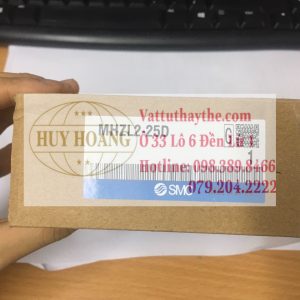 Vattuthaythe.com
MHZL2-25D
G
HUY HOANG
Ô 33 Lô 6 Đền Lừ 1
Hotline: 098.389.8466
079.204.2222
SMC